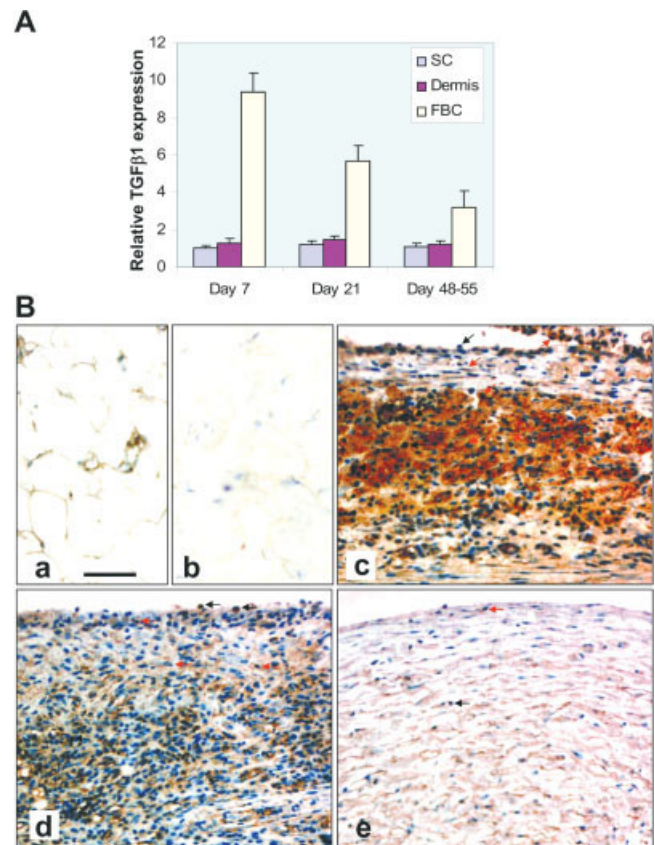 A
Relative TGFβ1 expression
12
10
8
6
4
2
0
SC
Dermis
FBC
Day 7
Day 21
Day 48-55
B
a
b
c
d
e